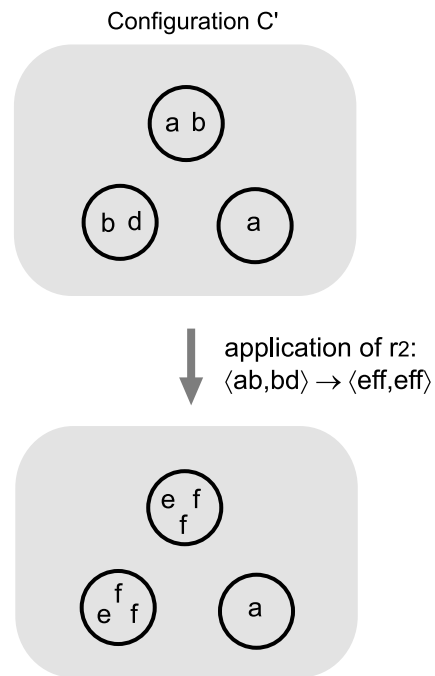 Configuration C'
a b
b d
a
application of r2:
⟨ab,bd⟩ → ⟨eff,eff⟩
e f
f
f
e f
a